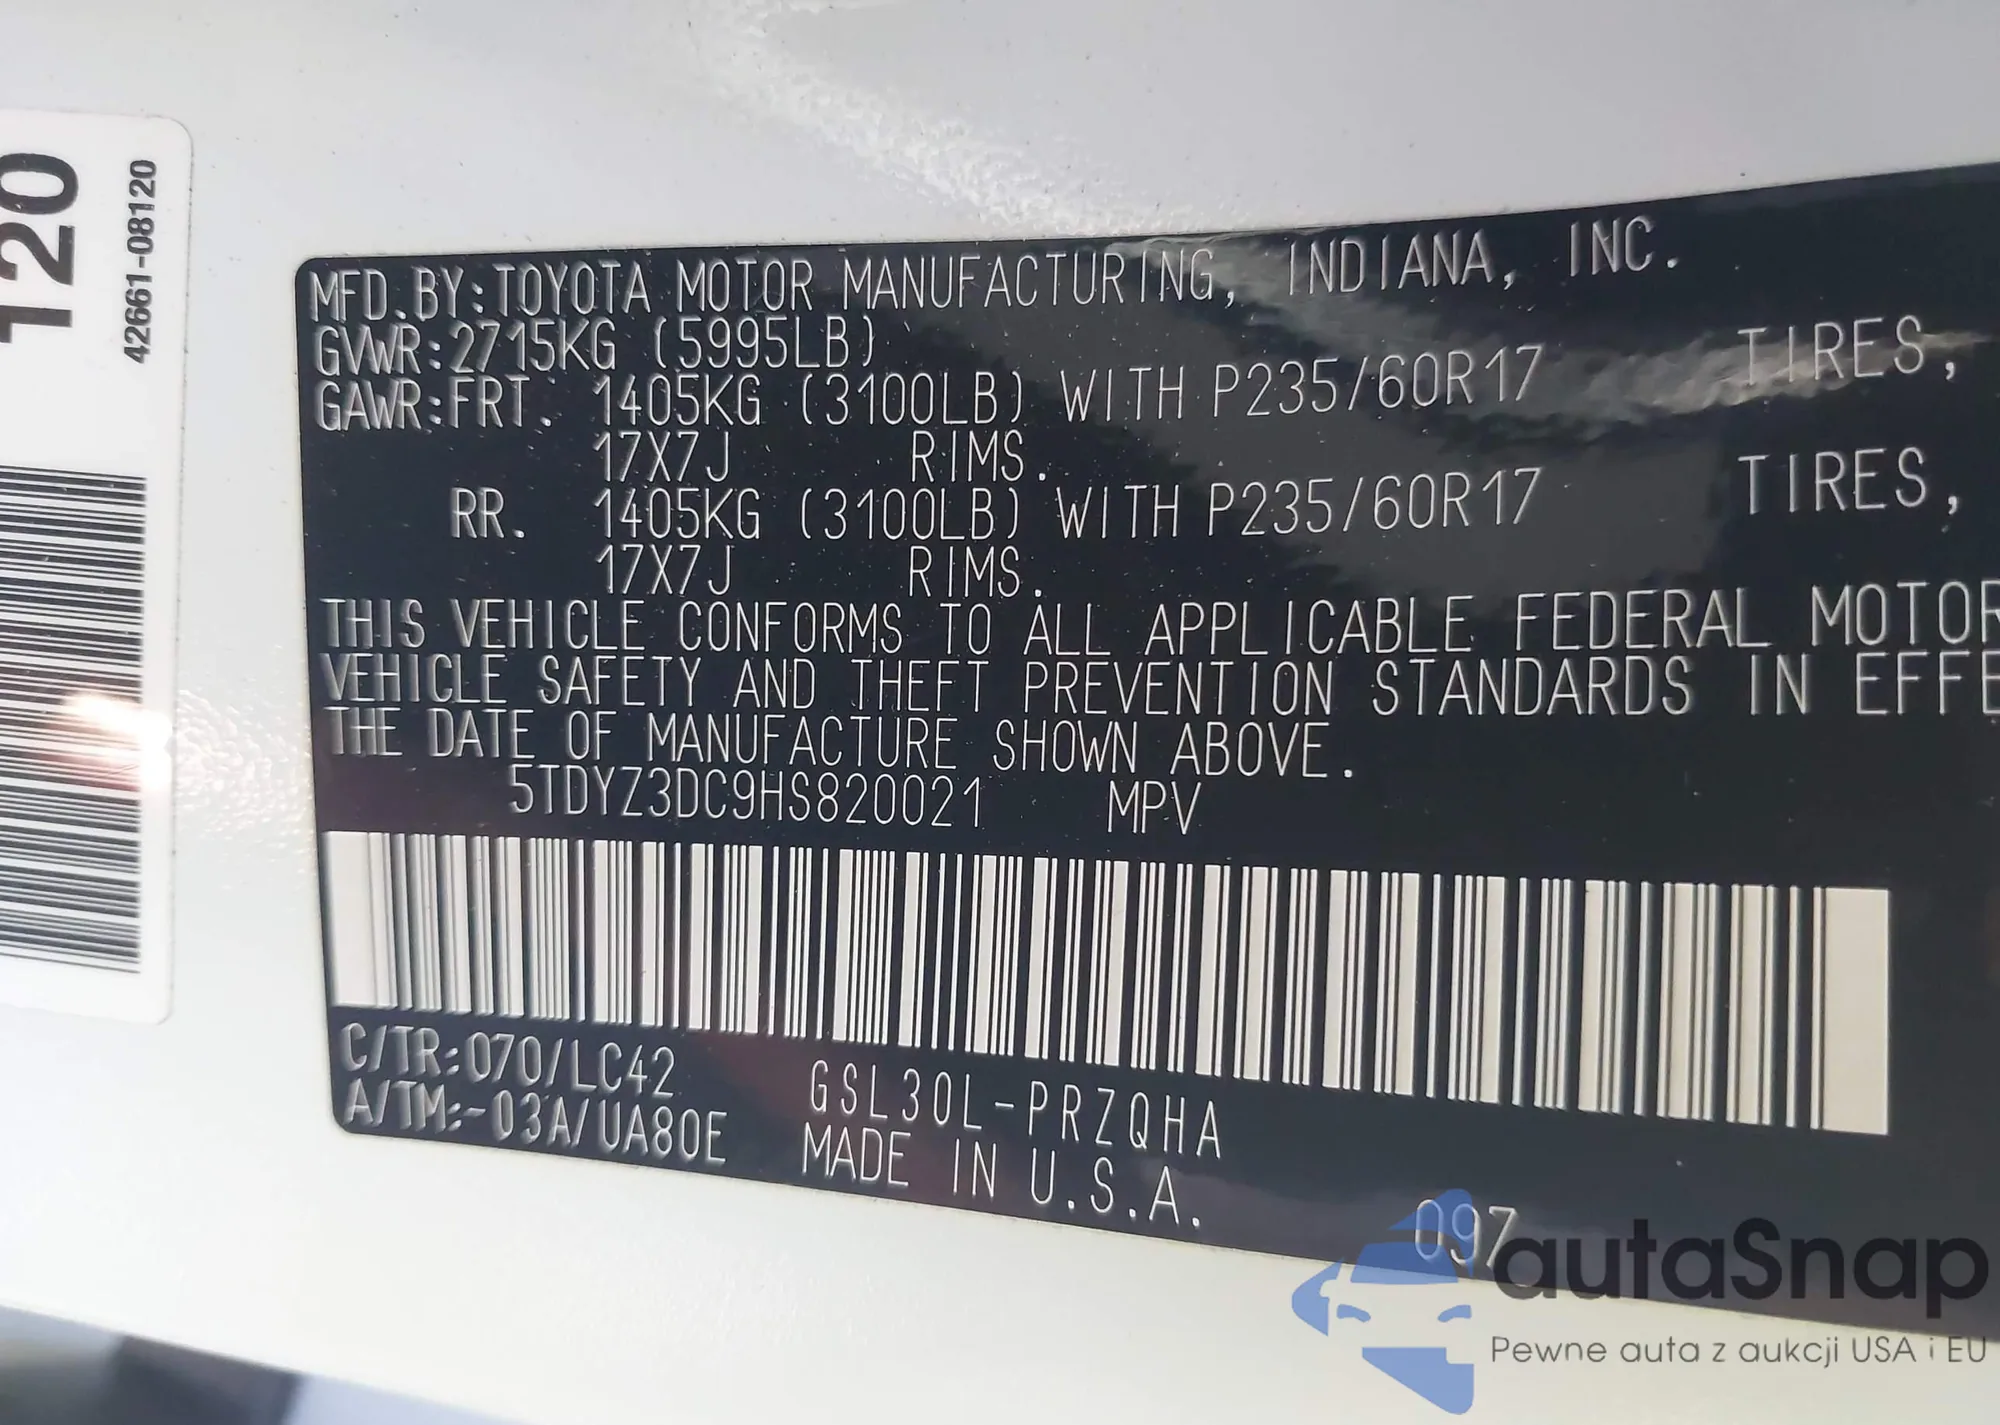 120
42661-08120
MFD. BY: TOYOTA MOTOR MANUFACTURING, INDIANA, INC.
GVWR: 2715KG (5995LB)
GAWR: FRT. 1405KG (3100LB) WITH P235/60R17 TIRES,
17X7J RIMS.
RR. 1405KG (3100LB) WITH P235/60R17 TIRES,
17X7J RIMS.
THIS VEHICLE CONFORMS TO ALL APPLICABLE FEDERAL MOTOR
VEHICLE SAFETY AND THEFT PREVENTION STANDARDS IN EFFE
THE DATE OF MANUFACTURE SHOWN ABOVE.
5TDYZ3DC9HS820021 MPV
C/TR: 070/LC42 GSL30L-PRZQHA
A/TM:-03A/UA80E MADE IN U.S.A.
097
autaSnap
Pewne auta z aukcji USA i EU